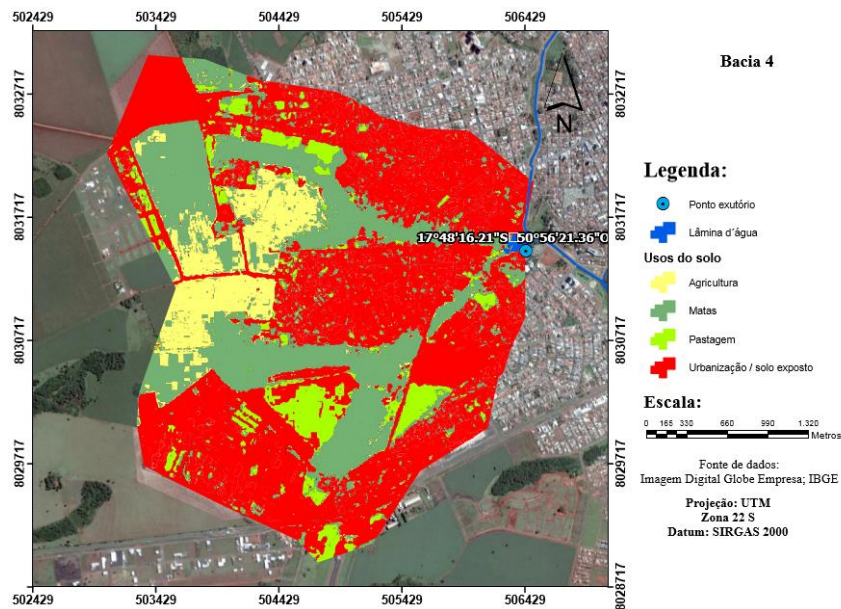 502429 503429 504429 505429 506429
Bacia 4
8032717 8032717
N
Legenda:
8031717 8031717
Ponto exutório
17°48'16.21"S 50°56'21.36"O
Lâmina d´água
Usos do solo
Agricultura
Matas
8030717 8030717
Pastagem
Urbanização / solo exposto
Escala:
0 165 330 660 990 1.320
Metros
8029717 8029717
Fonte de dados:
Imagem Digital Globe Empresa; IBGE
Projeção: UTM
Zona 22 S
Datum: SIRGAS 2000
8028717
502429 503429 504429 505429 506429